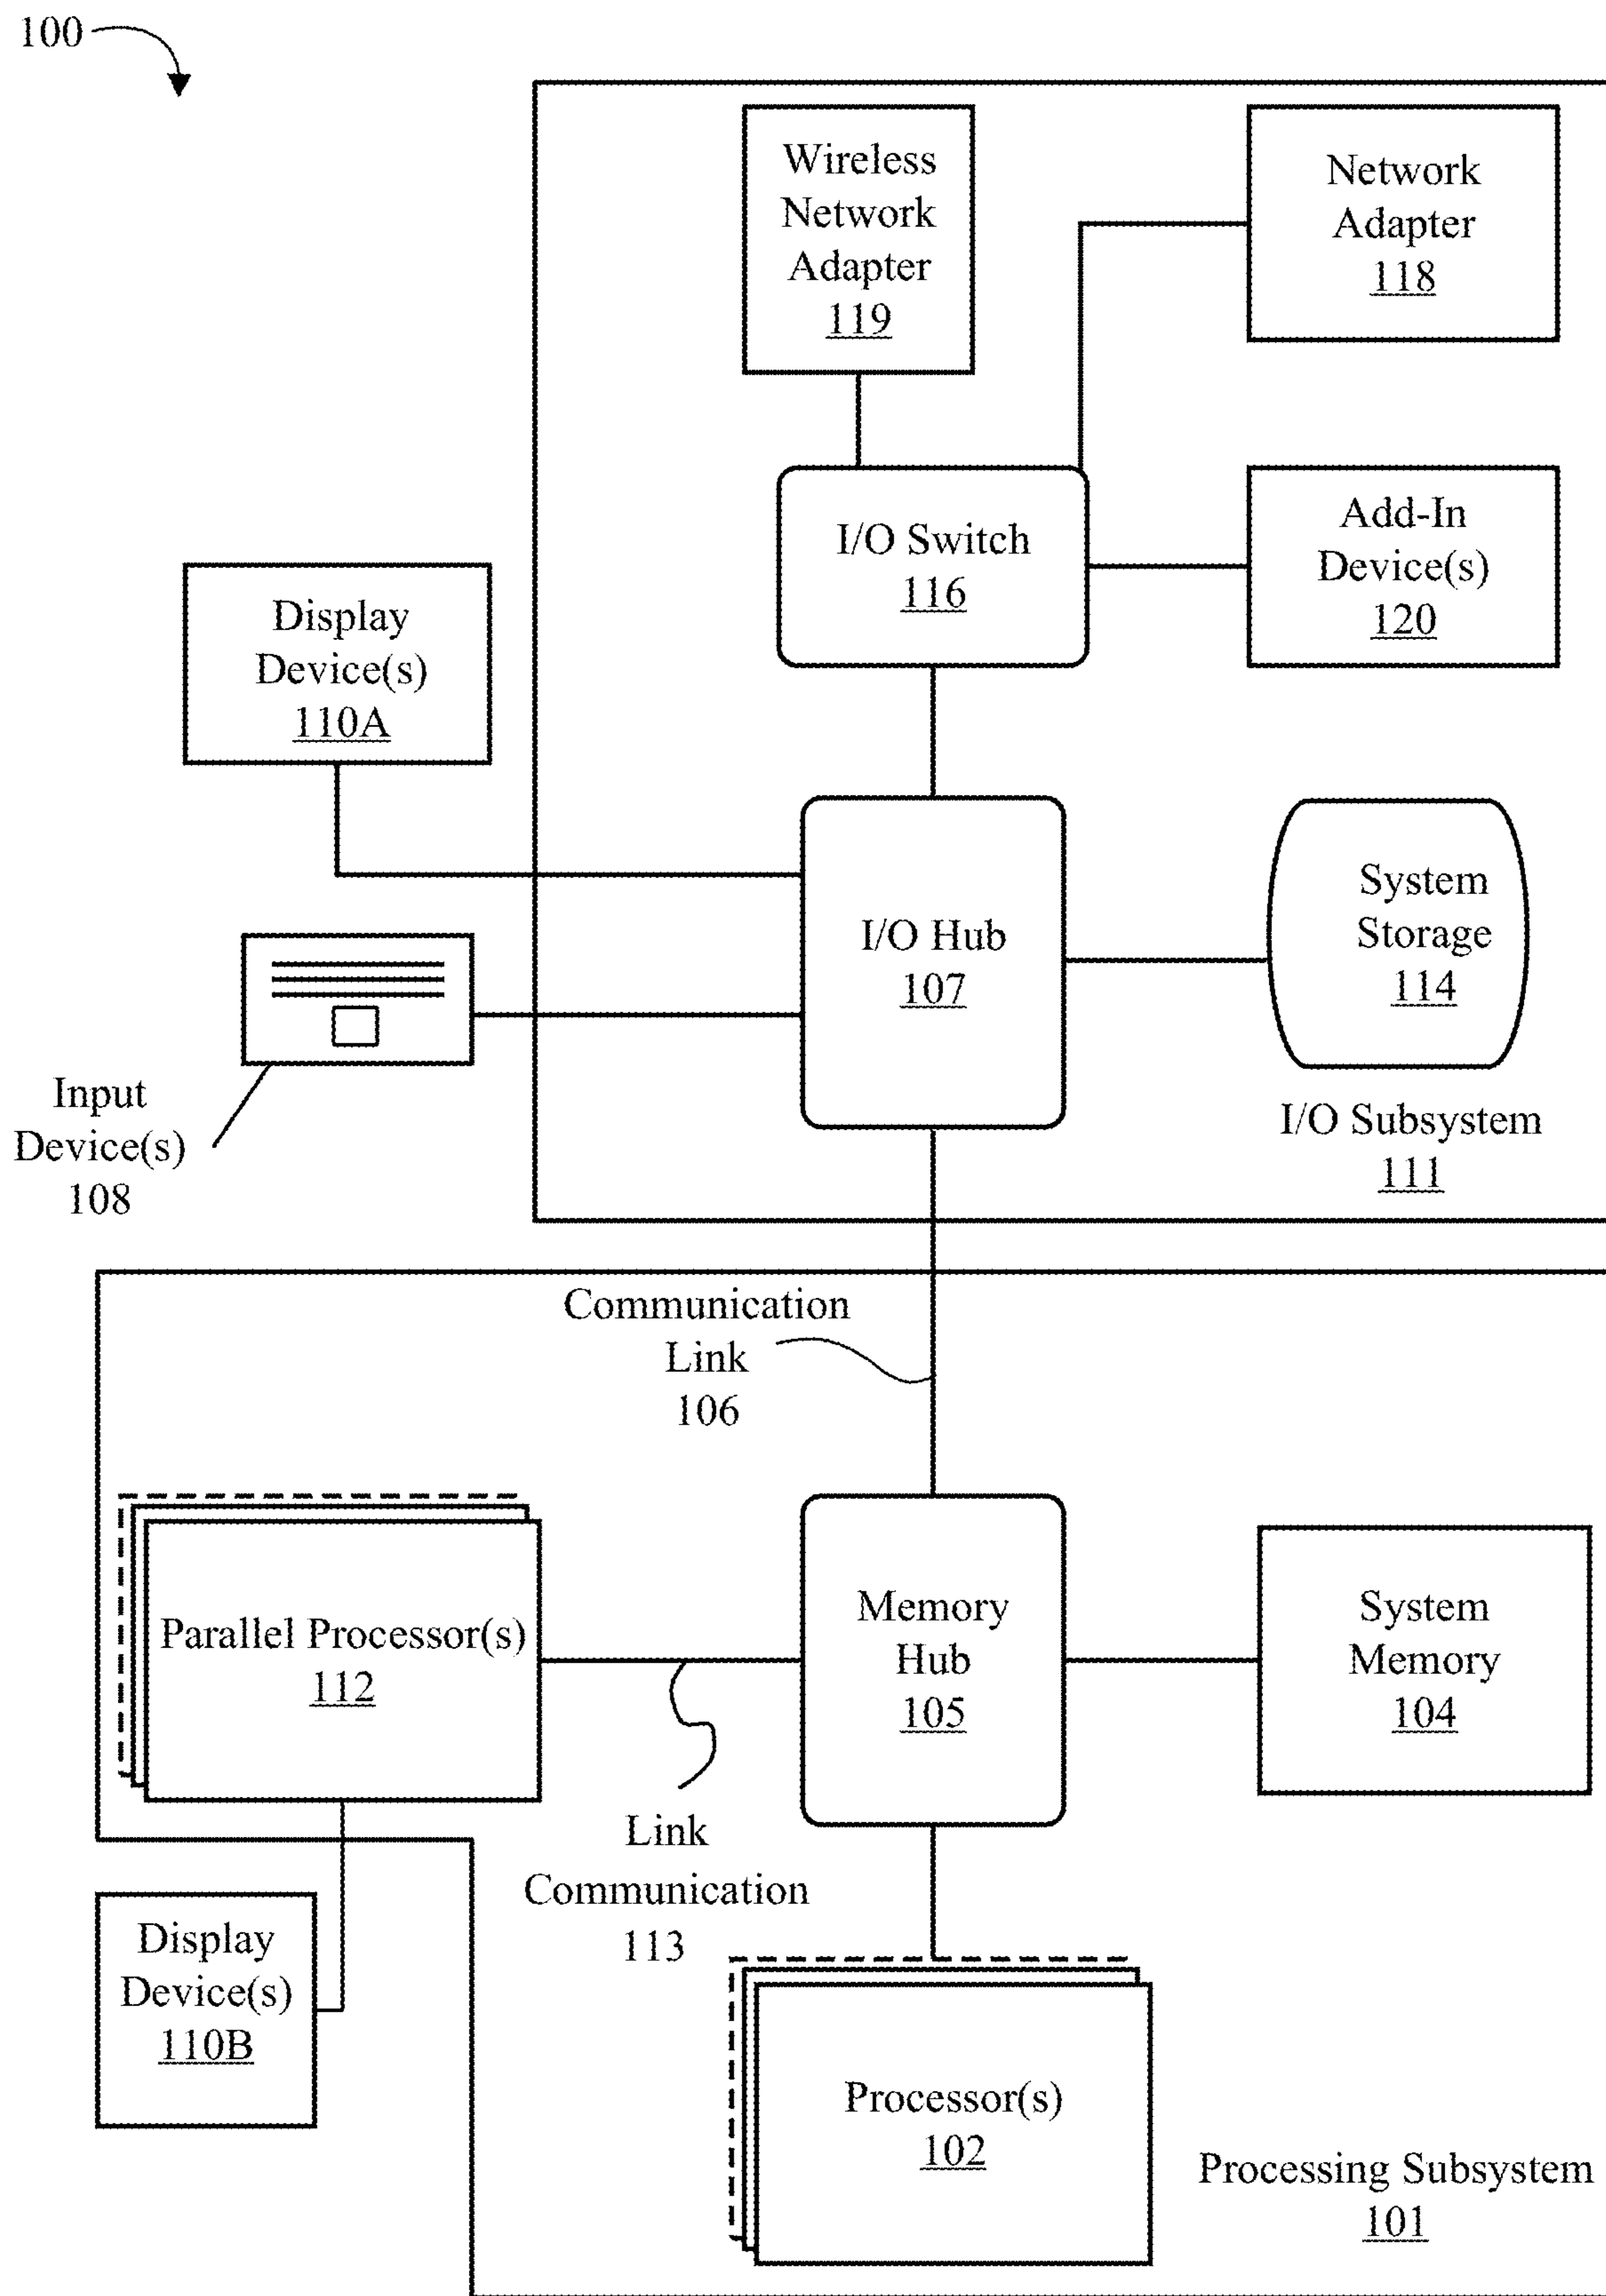 100
Wireless
Network
Adapter
119
Network
Adapter
118
I/O Switch
116
Add-In
Device(s)
120
Display
Device(s)
110A
I/O Hub
107
System
Storage
114
Input
Device(s)
108
I/O Subsystem
111
Communication
Link
106
Parallel Processor(s)
112
Memory
Hub
105
System
Memory
104
Link
Communication
113
Display
Device(s)
110B
Processor(s)
102
Processing Subsystem
101